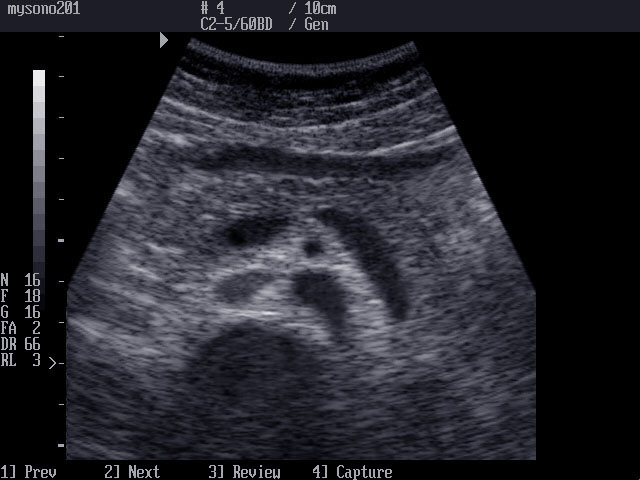 mysono201
# 4 / 10cm
C2-5/60BD / Gen
N 16
F 18
G 16
FA 2
DR 66
RL 3
1] Prev 2] Next 3] Review 4] Capture